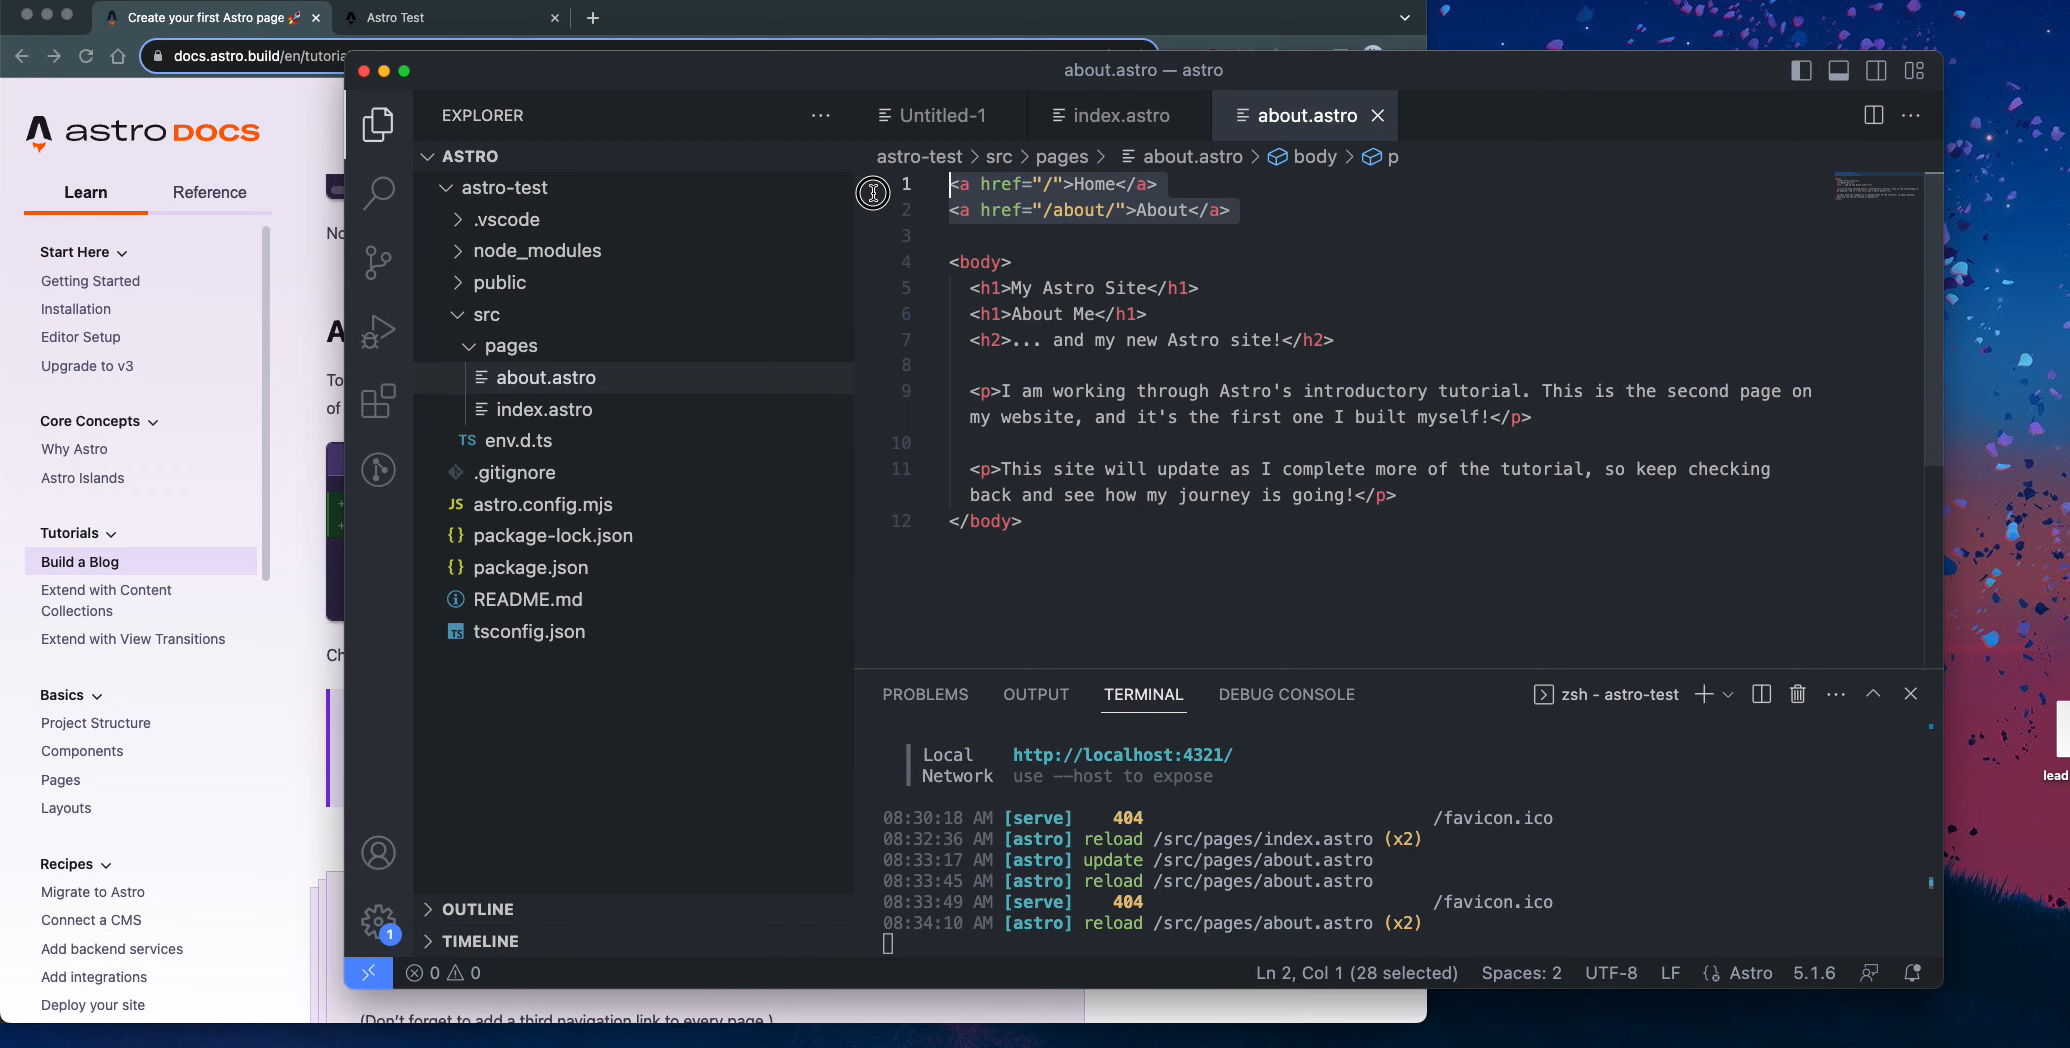 Create your first Astro page 🚀
Astro Test
docs.astro.build/en/tutoria
astro DOCS
Learn
Reference
Start Here
Getting Started
Installation
Editor Setup
Upgrade to v3
Core Concepts
Why Astro
Astro Islands
Tutorials
Build a Blog
Extend with Content
Collections
Extend with View Transitions
Basics
Project Structure
Components
Pages
Layouts
Recipes
Migrate to Astro
Connect a CMS
Add backend services
Add integrations
Deploy your site
No
A
To
of
Ch
(Don't forget to add a third navigation link to every page.)
about.astro — astro
EXPLORER
ASTRO
astro-test
.vscode
node_modules
public
src
pages
about.astro
index.astro
TS env.d.ts
.gitignore
JS astro.config.mjs
{} package-lock.json
{} package.json
README.md
TS tsconfig.json
OUTLINE
TIMELINE
1
Untitled-1
index.astro
about.astro
astro-test > src > pages > about.astro > body > p
1 <a href="/">Home</a>
2 <a href="/about/">About</a>
3
4 <body>
5 <h1>My Astro Site</h1>
6 <h1>About Me</h1>
7 <h2>... and my new Astro site!</h2>
8
9 <p>I am working through Astro's introductory tutorial. This is the second page on
my website, and it's the first one I built myself!</p>
10
11 <p>This site will update as I complete more of the tutorial, so keep checking
back and see how my journey is going!</p>
12 </body>
PROBLEMS
OUTPUT
TERMINAL
DEBUG CONSOLE
zsh - astro-test
Local http://localhost:4321/
Network use --host to expose
08:30:18 AM [serve] 404 /favicon.ico
08:32:36 AM [astro] reload /src/pages/index.astro (x2)
08:33:17 AM [astro] update /src/pages/about.astro
08:33:45 AM [astro] reload /src/pages/about.astro
08:33:49 AM [serve] 404 /favicon.ico
08:34:10 AM [astro] reload /src/pages/about.astro (x2)
0 0
Ln 2, Col 1 (28 selected)
Spaces: 2
UTF-8
LF
Astro
5.1.6
lead